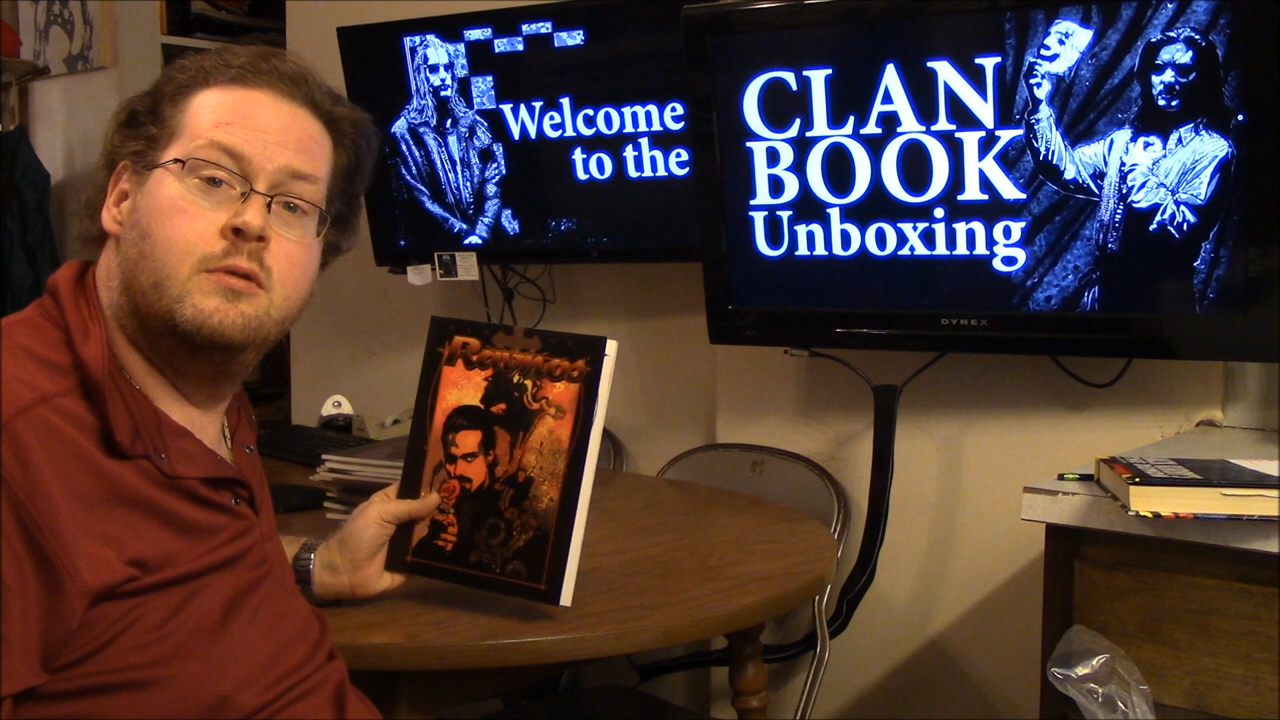 Welcome
to the
CLAN
BOOK
Unboxing
DYNEX
Ravnos